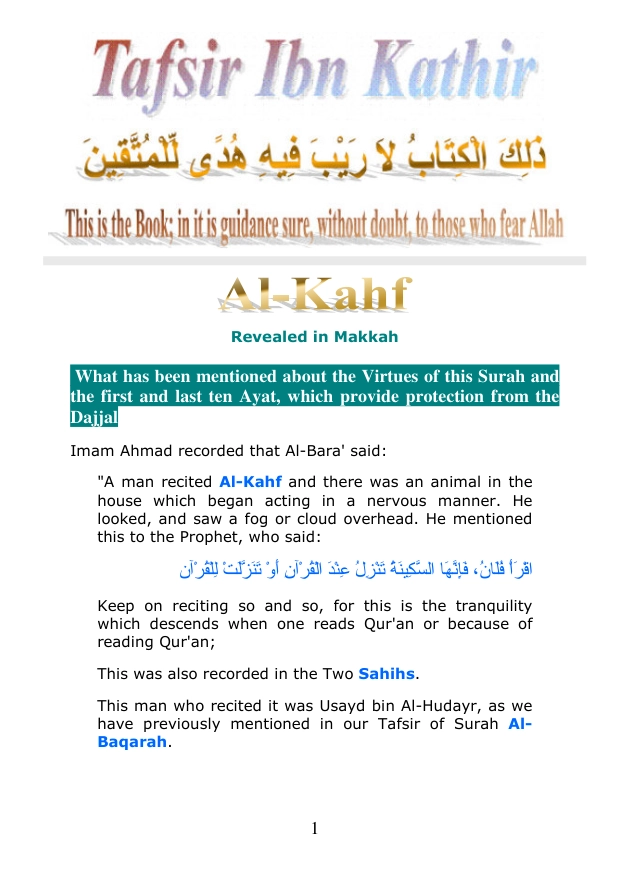 Tafsir Ibn Kathir
ذَلِكَ الْكِتَابُ لاَ رَيْبَ فِيهِ هُدًى لِّلْمُتَّقِينَ
This is the Book; in it is guidance sure, without doubt, to those who fear Allah
Al-Kahf
Revealed in Makkah
What has been mentioned about the Virtues of this Surah and
the first and last ten Ayat, which provide protection from the
Dajjal
Imam Ahmad recorded that Al-Bara' said:
"A man recited Al-Kahf and there was an animal in the
house which began acting in a nervous manner. He
looked, and saw a fog or cloud overhead. He mentioned
this to the Prophet, who said:
اقْرَأْ فُلَانُ، فَإِنَّهَا السَّكِينَةُ تَنْزِلُ عِنْدَ الْقُرْآنِ أَوْ تَنَزَّلَتْ لِلْقُرْآنِ
Keep on reciting so and so, for this is the tranquility
which descends when one reads Qur'an or because of
reading Qur'an;
This was also recorded in the Two Sahihs.
This man who recited it was Usayd bin Al-Hudayr, as we
have previously mentioned in our Tafsir of Surah Al-
Baqarah.
1